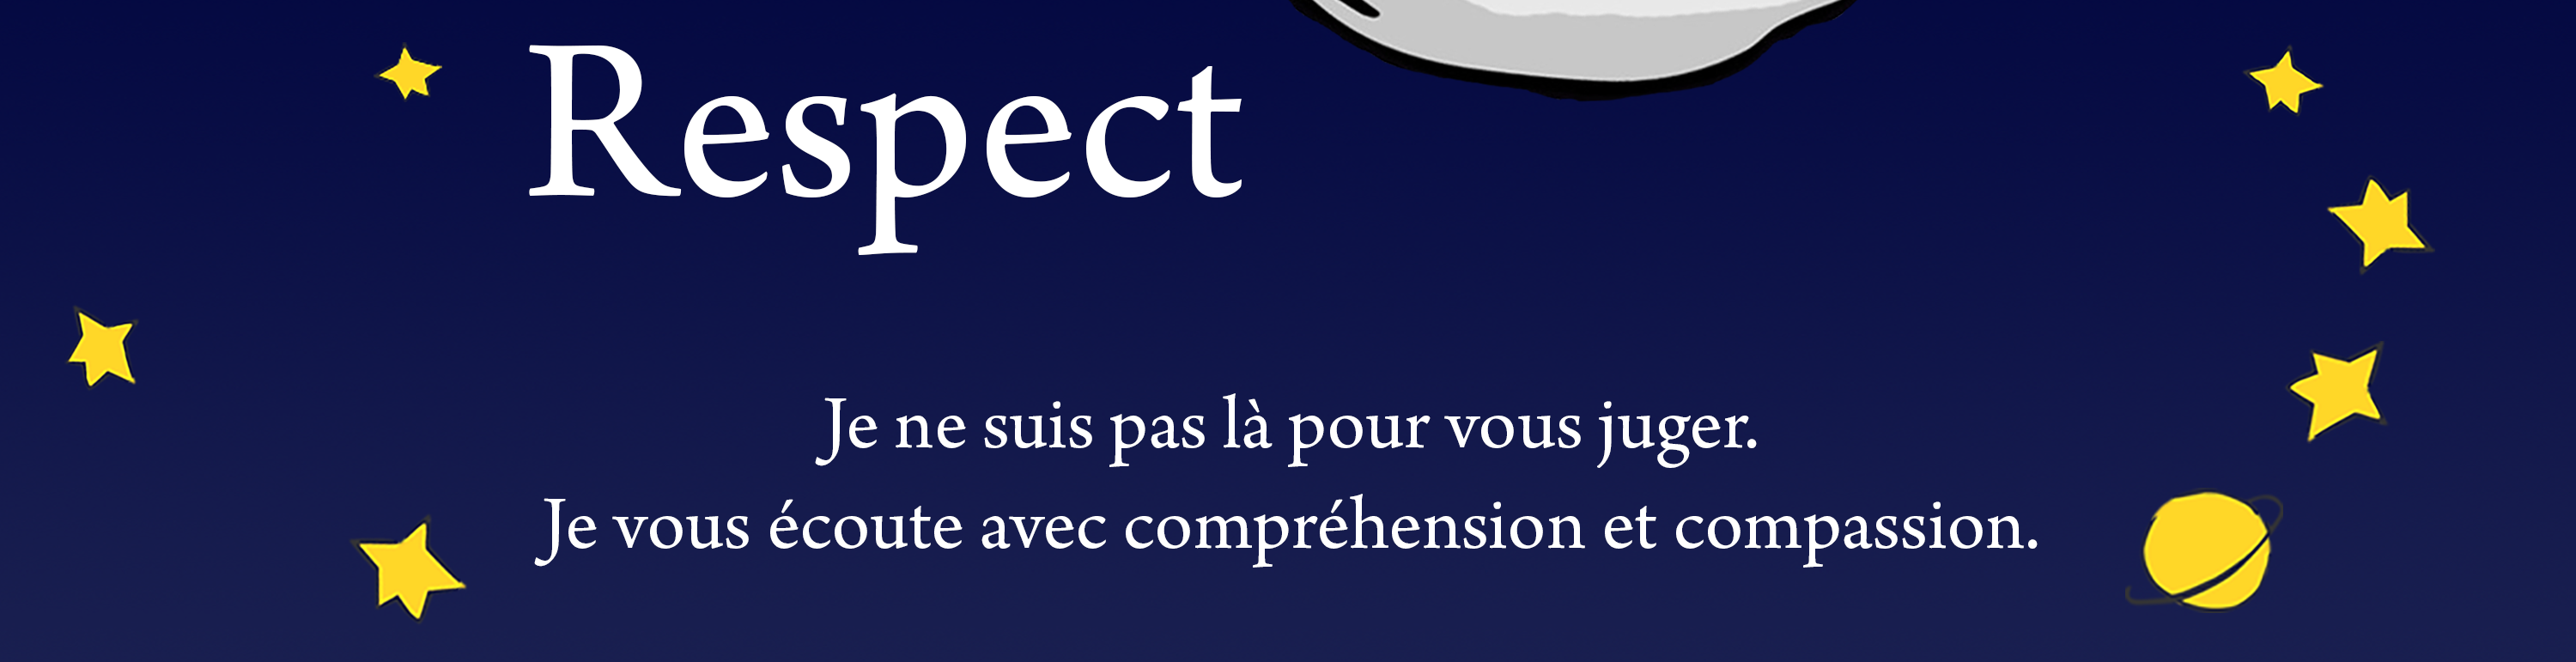 Respect
Je ne suis pas là pour vous juger.
Je vous écoute avec compréhension et compassion.